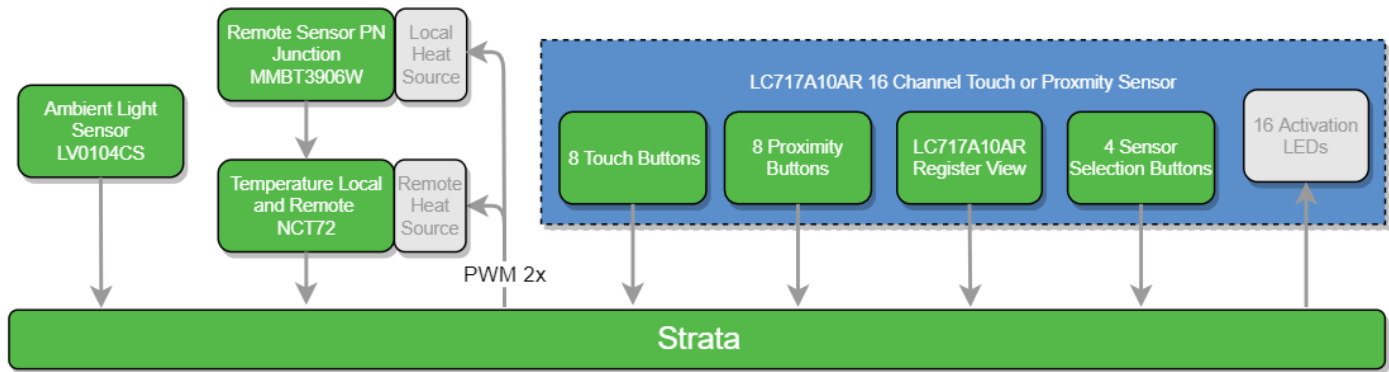 Remote Sensor PN
Junction
MMBT3906W
Local
Heat
Source
LC717A10AR 16 Channel Touch or Proxmity Sensor
Ambient Light
Sensor
LV0104CS
8 Touch Buttons
8 Proximity
Buttons
LC717A10AR
Register View
4 Sensor
Selection Buttons
16 Activation
LEDs
Temperature Local
and Remote
NCT72
Remote
Heat
Source
PWM 2x
Strata